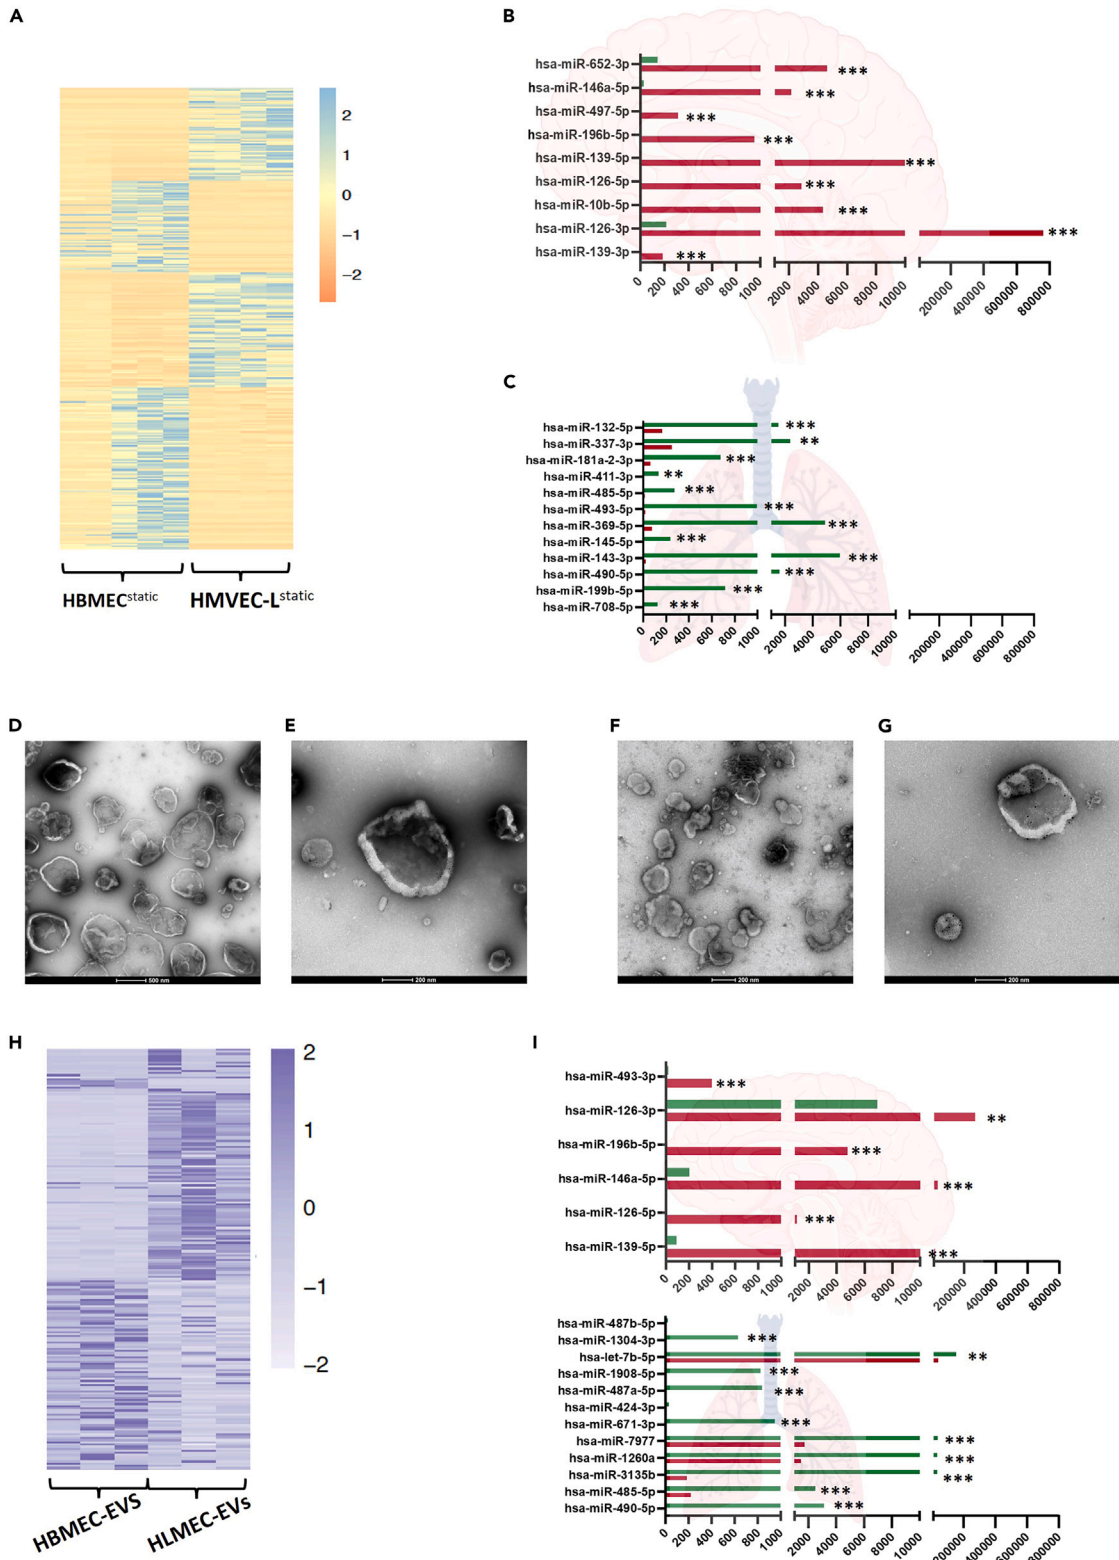 A
2
1
0
−1
−2
HBMECstatic
HMVEC-Lstatic
B
hsa-miR-652-3p
***
hsa-miR-146a-5p
***
hsa-miR-497-5p
***
hsa-miR-196b-5p
***
hsa-miR-139-5p
***
hsa-miR-126-5p
***
hsa-miR-10b-5p
***
hsa-miR-126-3p
***
hsa-miR-139-3p
***
0 200 400 600 800 1000 2000 4000 6000 8000 10000 200000 400000 600000 800000
C
hsa-miR-132-5p
***
hsa-miR-337-3p
**
hsa-miR-181a-2-3p
***
hsa-miR-411-3p
**
hsa-miR-485-5p
***
hsa-miR-493-5p
***
hsa-miR-369-5p
***
hsa-miR-145-5p
***
hsa-miR-143-3p
***
hsa-miR-490-5p
***
hsa-miR-199b-5p
***
hsa-miR-708-5p
***
0 200 400 600 800 1000 2000 4000 6000 8000 10000 200000 400000 600000 800000
D
500 nm
E
200 nm
F
200 nm
G
200 nm
H
2
1
0
−1
−2
HBMEC-EVS
HLMEC-EVs
I
hsa-miR-493-3p
***
hsa-miR-126-3p
**
hsa-miR-196b-5p
***
hsa-miR-146a-5p
***
hsa-miR-126-5p
***
hsa-miR-139-5p
***
0 200 400 600 800 1000 2000 4000 6000 8000 10000 200000 400000 600000 800000
hsa-miR-487b-5p
hsa-miR-1304-3p
***
hsa-let-7b-5p
**
hsa-miR-1908-5p
***
hsa-miR-487a-5p
***
hsa-miR-424-3p
hsa-miR-671-3p
***
hsa-miR-7977
***
hsa-miR-1260a
***
hsa-miR-3135b
***
hsa-miR-485-5p
***
hsa-miR-490-5p
***
0 200 400 600 800 1000 2000 4000 6000 8000 10000